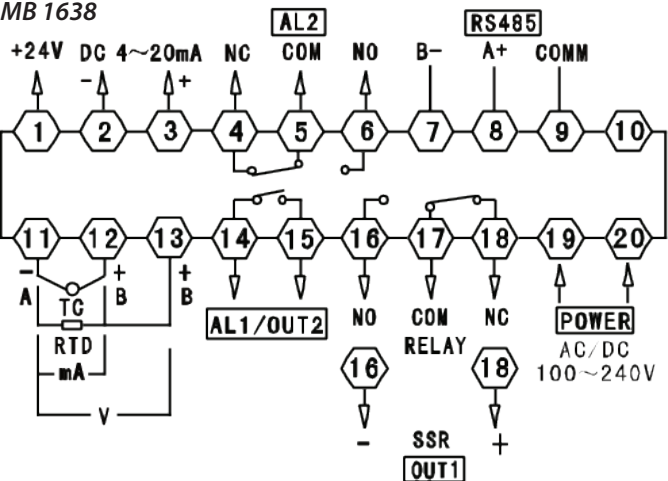 MB 1638
AL2 RS485
+24V DC 4~20mA NC COM NO B- A+ COMM
- +
1 2 3 4 5 6 7 8 9 10
11 12 13 14 15 16 17 18 19 20
- + +
A TC B B
AL1/OUT2 NO COM NC POWER
RTD RELAY AC/DC
mA 16 18 100~240V
V
- SSR +
OUT1